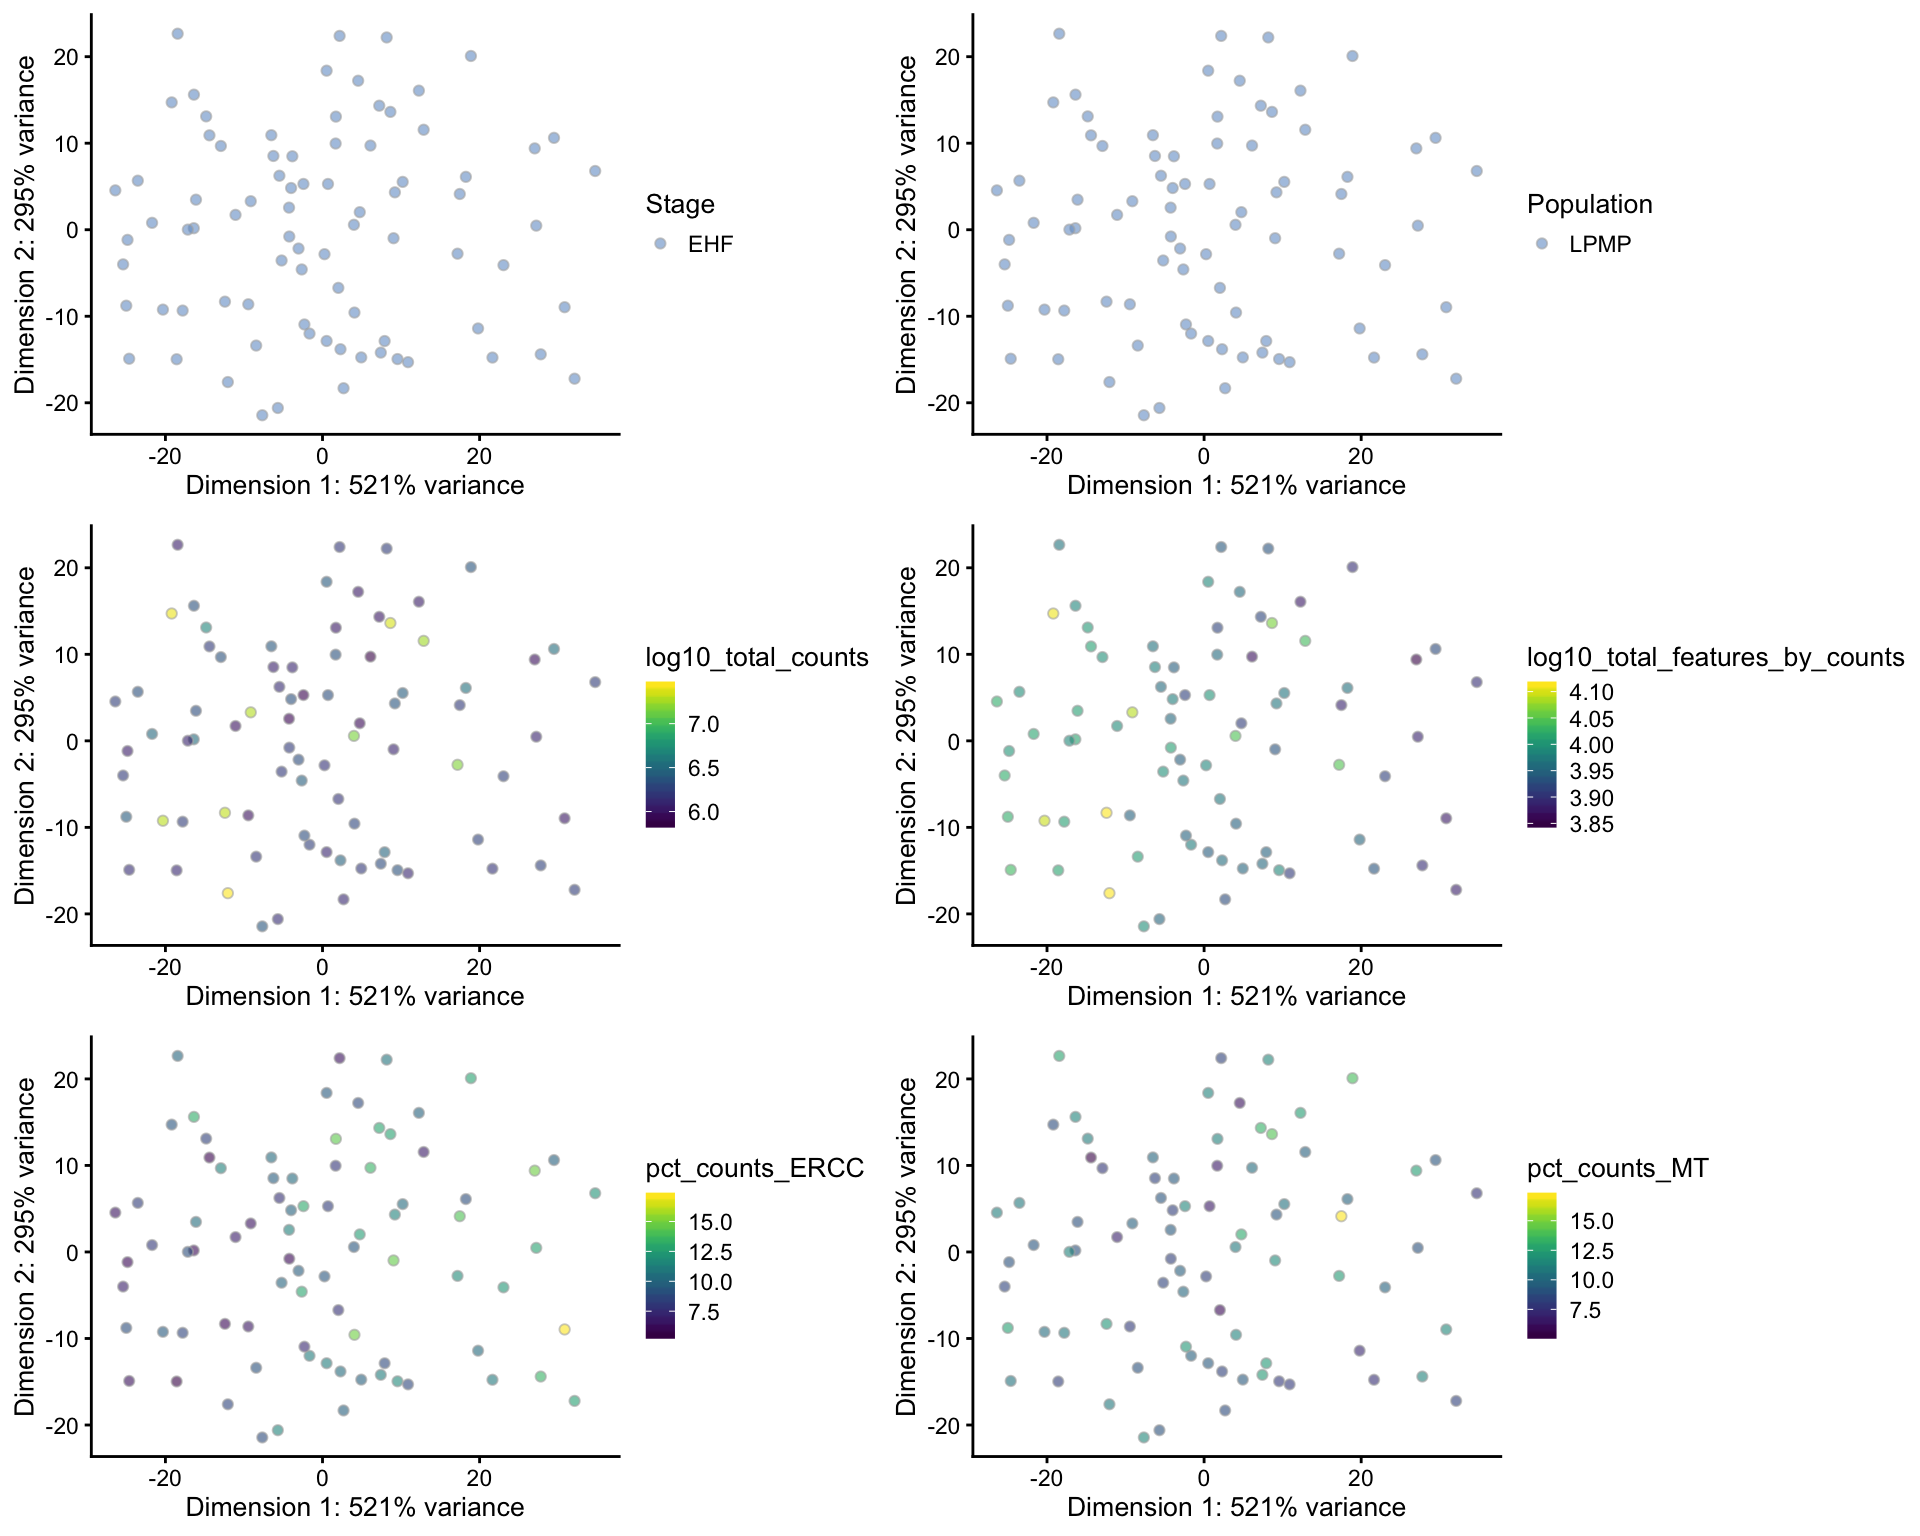 Dimension 2: 295% variance
20
10
0
-10
-20
-20 0 20
Dimension 1: 521% variance
Stage
EHF
Dimension 2: 295% variance
20
10
0
-10
-20
-20 0 20
Dimension 1: 521% variance
Population
LPMP
Dimension 2: 295% variance
20
10
0
-10
-20
-20 0 20
Dimension 1: 521% variance
log10_total_counts
7.0
6.5
6.0
Dimension 2: 295% variance
20
10
0
-10
-20
-20 0 20
Dimension 1: 521% variance
log10_total_features_by_counts
4.10
4.05
4.00
3.95
3.90
3.85
Dimension 2: 295% variance
20
10
0
-10
-20
-20 0 20
Dimension 1: 521% variance
pct_counts_ERCC
15.0
12.5
10.0
7.5
Dimension 2: 295% variance
20
10
0
-10
-20
-20 0 20
Dimension 1: 521% variance
pct_counts_MT
15.0
12.5
10.0
7.5